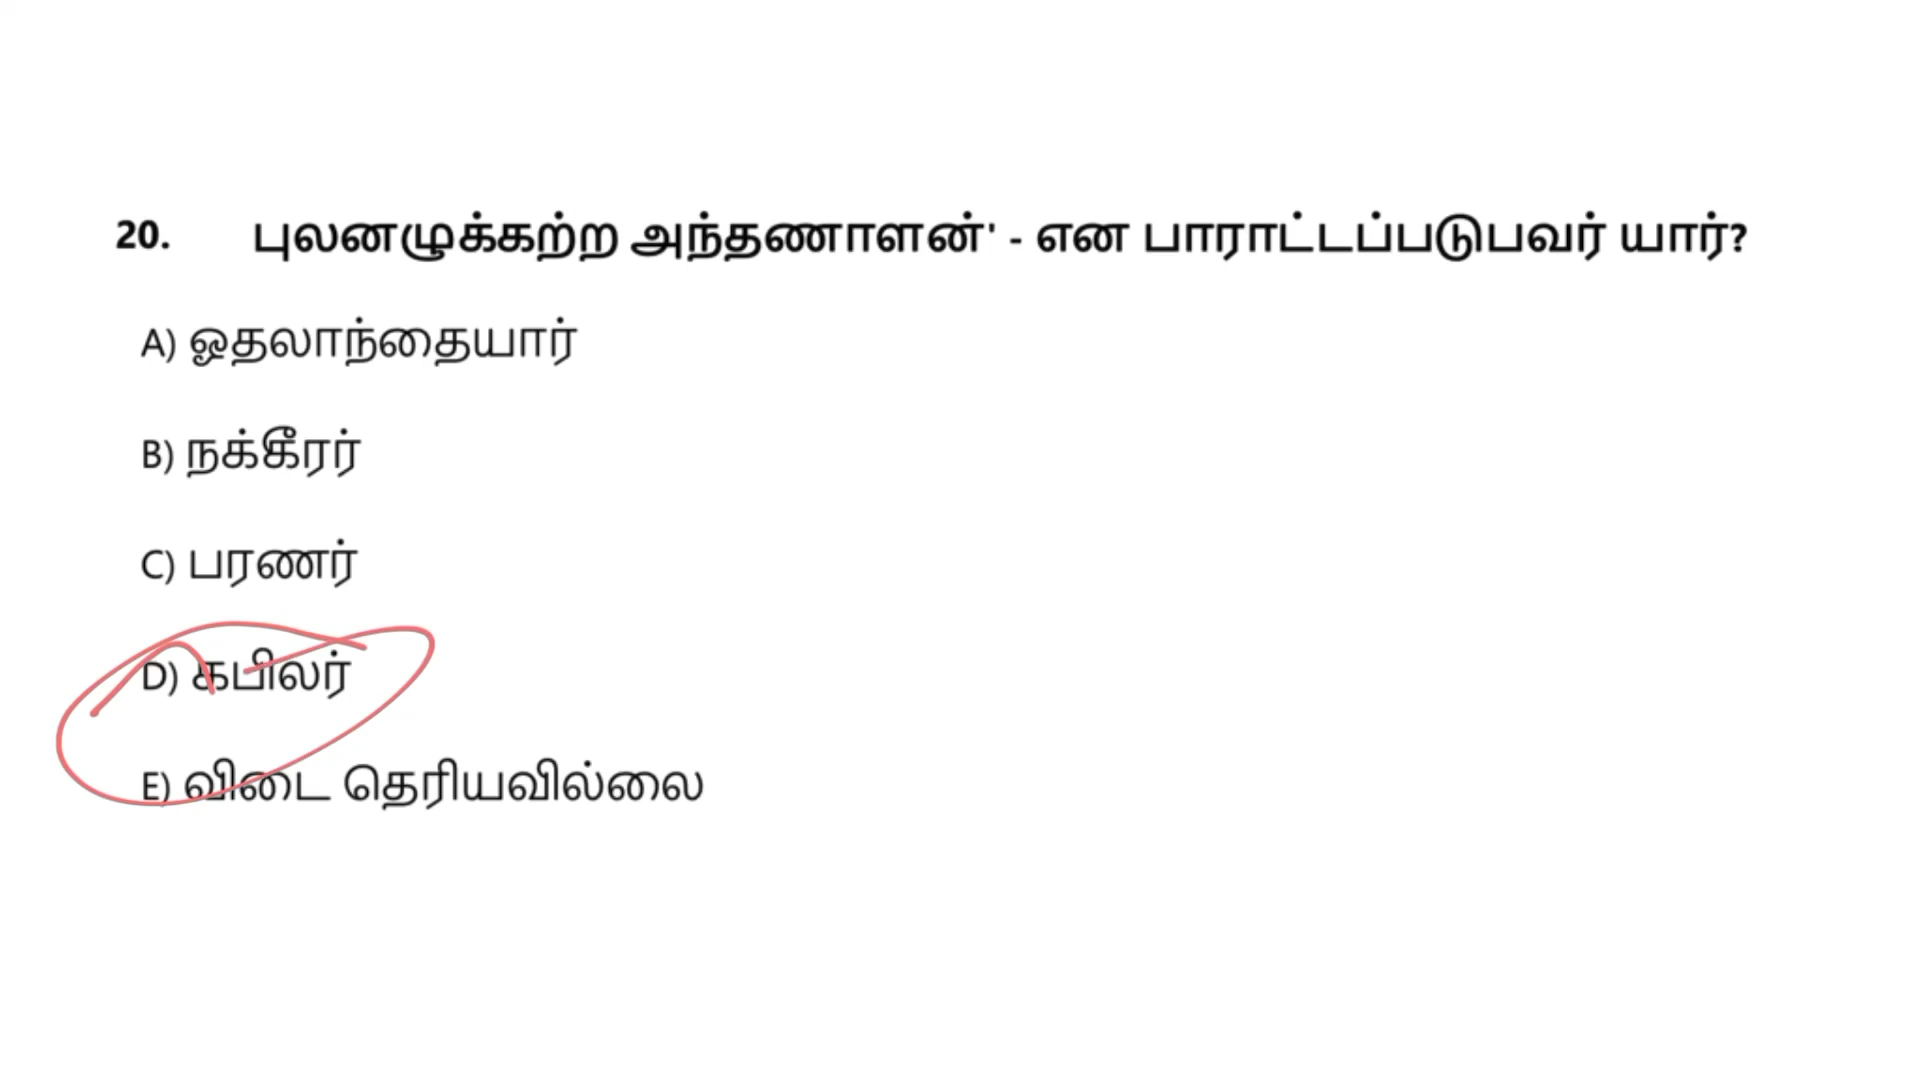 20. புலனழுக்கற்ற அந்தணாளன்' - என பாராட்டப்படுபவர் யார்?
A) ஓதலாந்தையார்
B) நக்கீரர்
C) பரணர்
D) கபிலர்
E) விடை தெரியவில்லை